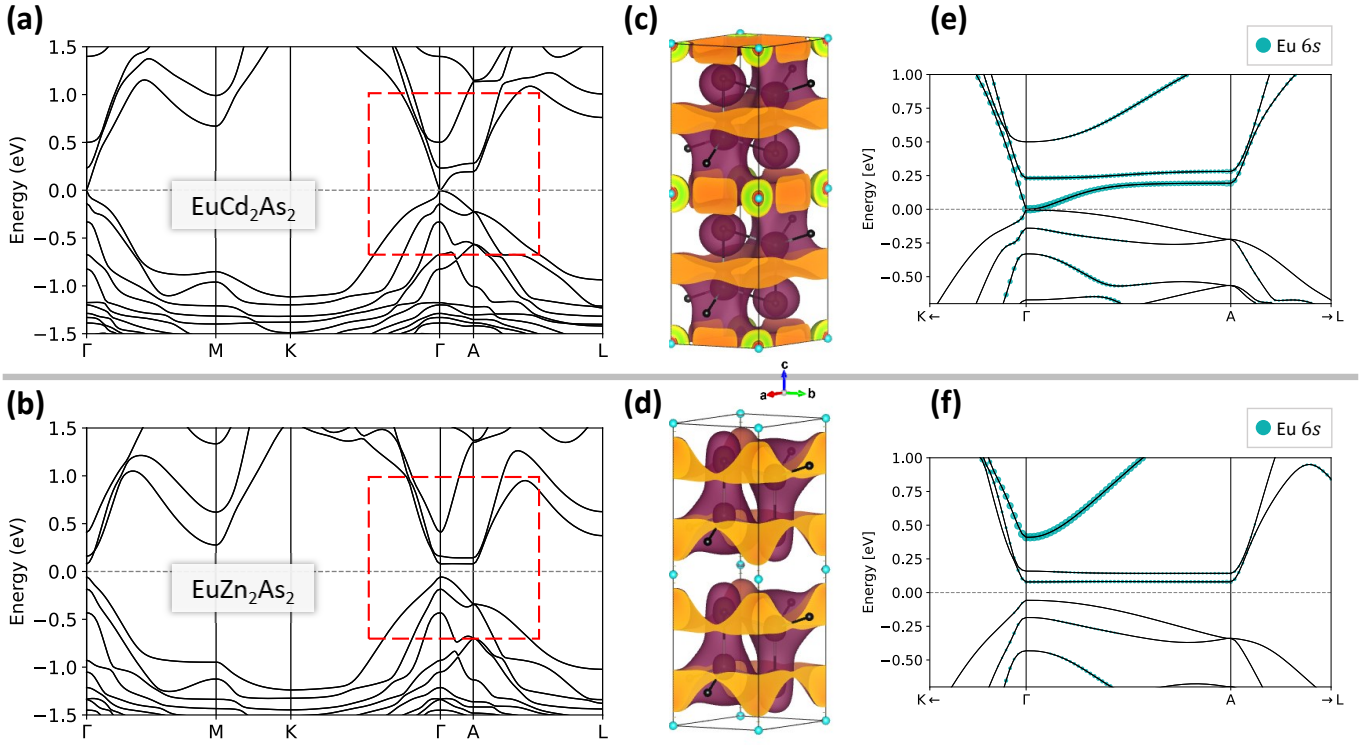 (a)
1.5
1.0
0.5
0.0
−0.5
−1.0
−1.5
Energy (eV)
EuCd2As2
Γ M K Γ A L
(c)
(e)
Eu 6s
1.00
0.75
0.50
0.25
0.00
−0.25
−0.50
Energy [eV]
K← Γ A →L
c
a b
(b)
1.5
1.0
0.5
0.0
−0.5
−1.0
−1.5
Energy (eV)
EuZn2As2
Γ M K Γ A L
(d)
(f)
Eu 6s
1.00
0.75
0.50
0.25
0.00
−0.25
−0.50
Energy [eV]
K← Γ A →L